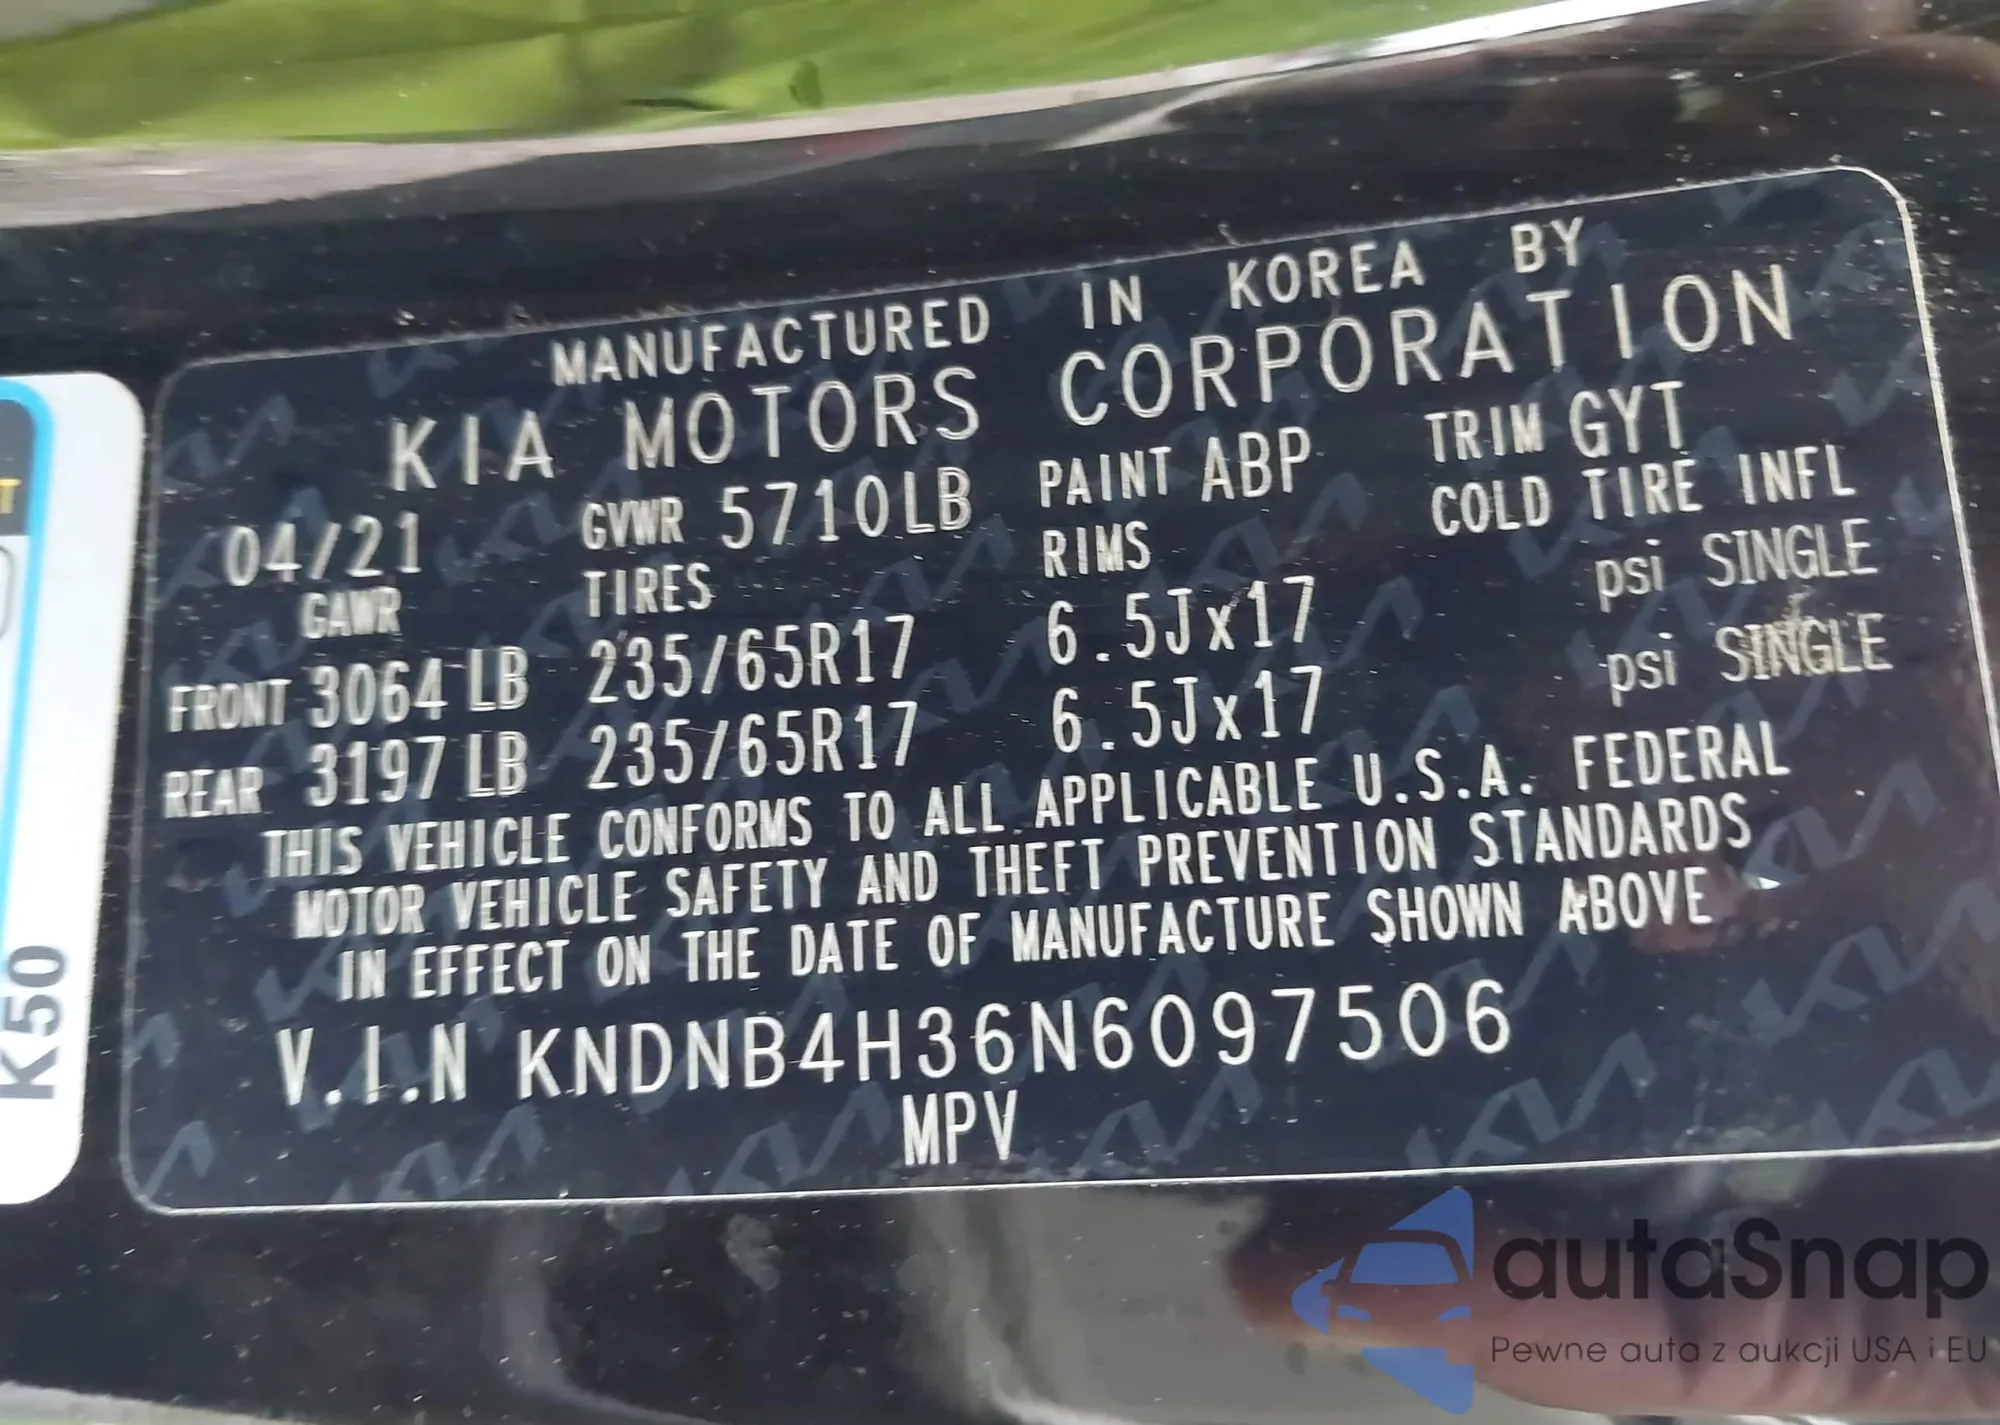 MANUFACTURED IN KOREA BY
KIA MOTORS CORPORATION
04/21 GVWR 5710LB PAINT ABP TRIM GYT
GAWR TIRES RIMS COLD TIRE INFL
FRONT 3064 LB 235/65R17 6.5Jx17 psi SINGLE
REAR 3197 LB 235/65R17 6.5Jx17 psi SINGLE
THIS VEHICLE CONFORMS TO ALL APPLICABLE U.S.A. FEDERAL
MOTOR VEHICLE SAFETY AND THEFT PREVENTION STANDARDS
IN EFFECT ON THE DATE OF MANUFACTURE SHOWN ABOVE
V.I.N KNDNB4H36N6097506
MPV
K50
autaSnap
Pewne auta z aukcji USA i EU